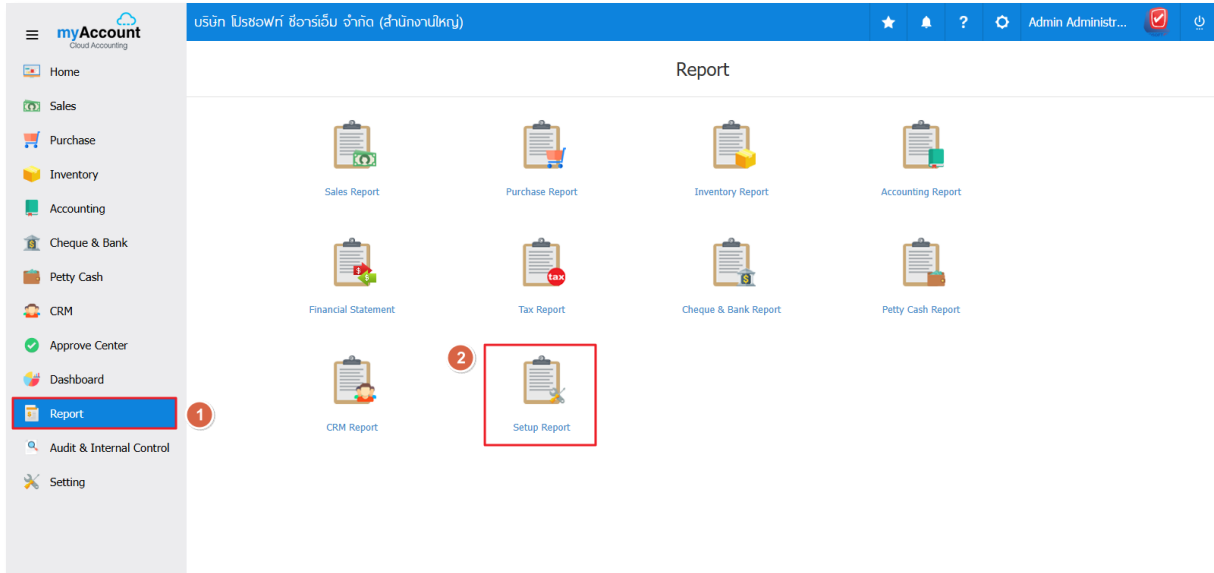 myAccount
Cloud Accounting
บริษัท โปรซอฟท์ ซีอาร์เอ็ม จำกัด (สำนักงานใหญ่)
?
Admin Administr...
Home
Sales
Purchase
Inventory
Accounting
Cheque & Bank
Petty Cash
CRM
Approve Center
Dashboard
Report
1
Audit & Internal Control
Setting
Report
Sales Report
Purchase Report
Inventory Report
Accounting Report
tax
Financial Statement
Tax Report
Cheque & Bank Report
Petty Cash Report
2
CRM Report
Setup Report